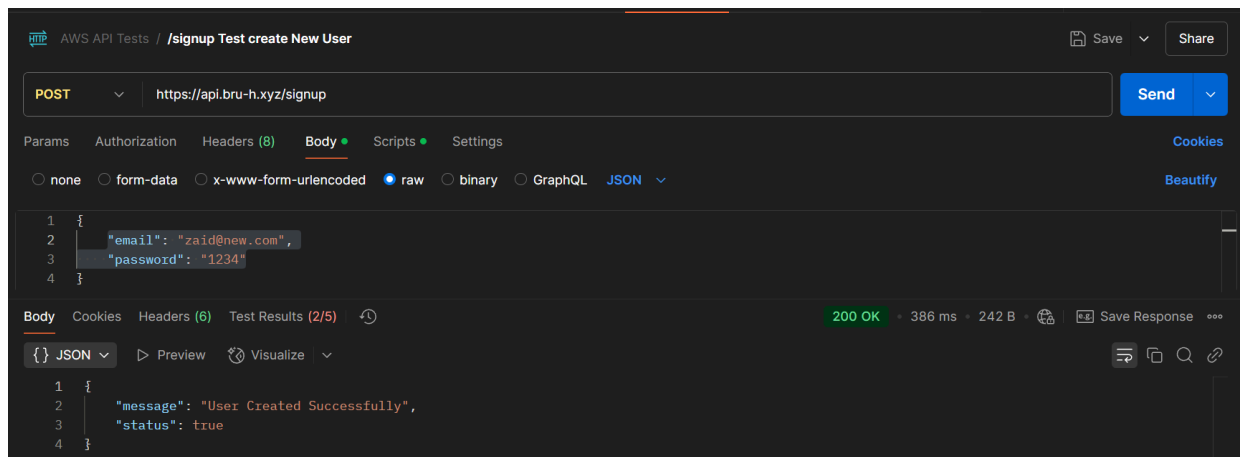 HTTP AWS API Tests / /signup Test create New User Save Share
POST https://api.bru-h.xyz/signup Send
Params Authorization Headers (8) Body Scripts Settings Cookies
none form-data x-www-form-urlencoded raw binary GraphQL JSON Beautify
1 {
2 "email": "zaid@new.com",
3 "password": "1234"
4 }
Body Cookies Headers (6) Test Results (2/5) 200 OK 386 ms 242 B e.g. Save Response
{} JSON Preview Visualize
1 {
2 "message": "User Created Successfully",
3 "status": true
4 }